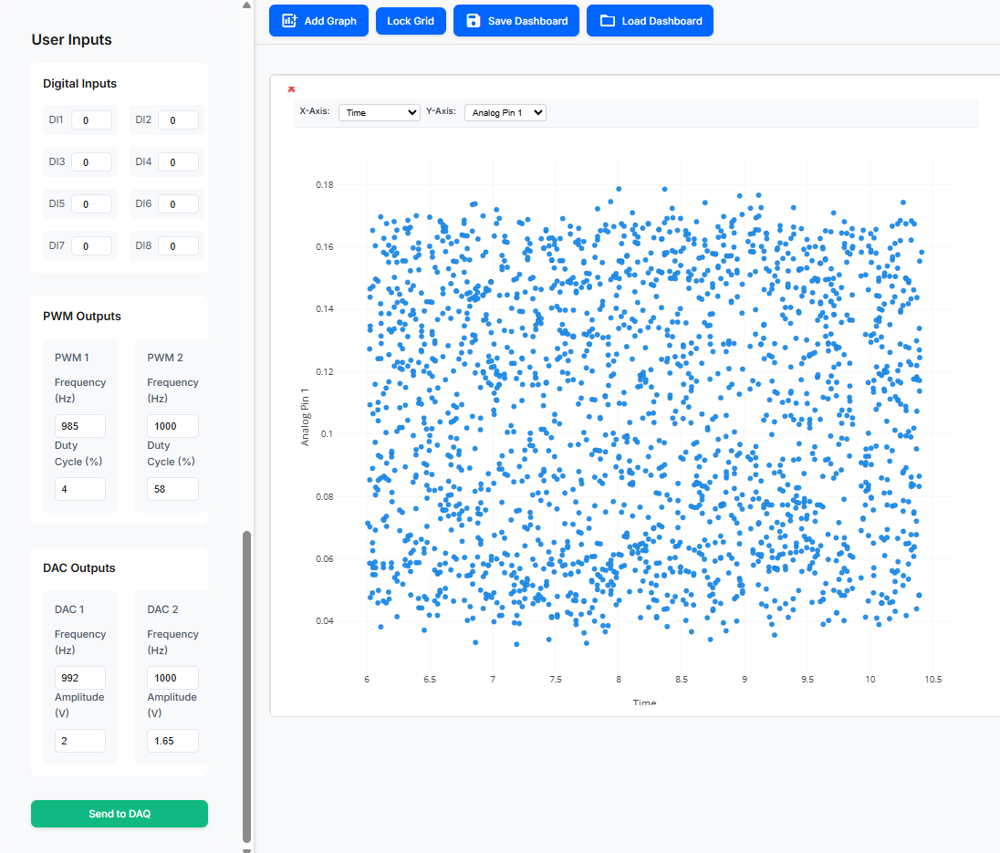 Add Graph Lock Grid Save Dashboard Load Dashboard
User Inputs
Digital Inputs
DI1 0 DI2 0
DI3 0 DI4 0
DI5 0 DI6 0
DI7 0 DI8 0
PWM Outputs
PWM 1 PWM 2
Frequency Frequency
(Hz) (Hz)
985 1000
Duty Duty
Cycle (%) Cycle (%)
4 58
DAC Outputs
DAC 1 DAC 2
Frequency Frequency
(Hz) (Hz)
992 1000
Amplitude Amplitude
(V) (V)
2 1.65
Send to DAQ
X-Axis: Time Y-Axis: Analog Pin 1
0.18
0.16
0.14
0.12
0.1
0.08
0.06
0.04
Analog Pin 1
6 6.5 7 7.5 8 8.5 9 9.5 10 10.5
Time